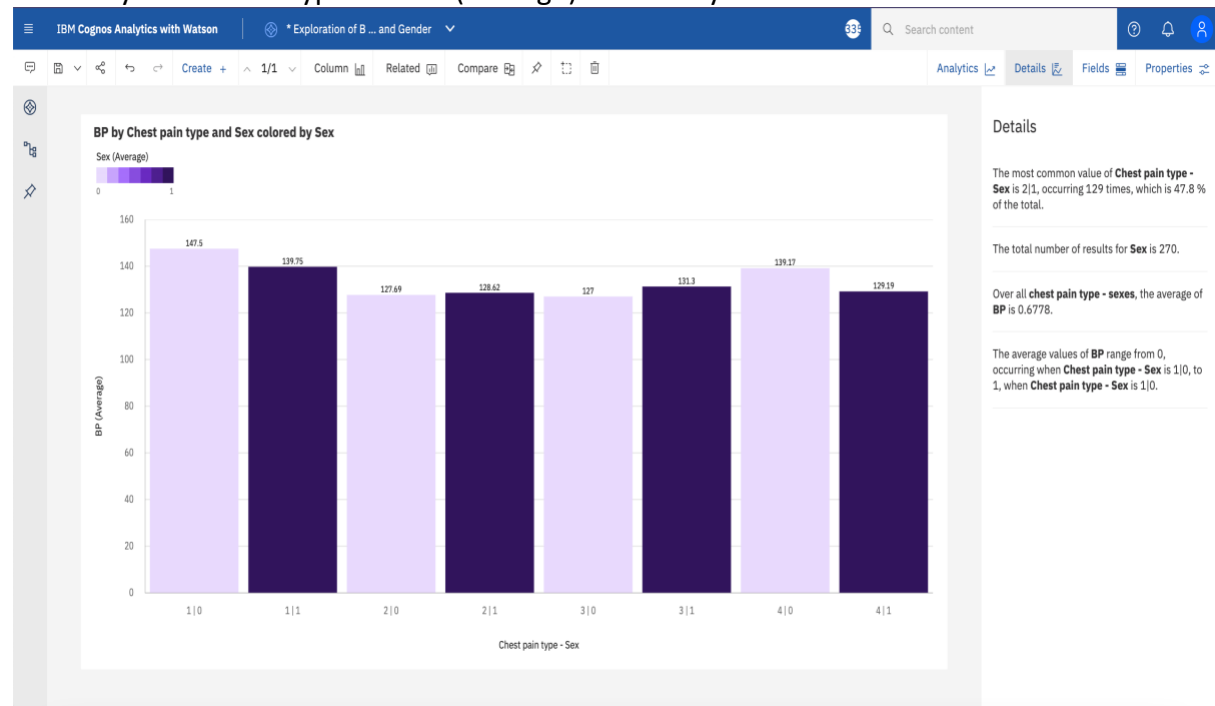 IBM Cognos Analytics with Watson
* Exploration of B ... and Gender
Search content
Create +
1/1
Column
Related
Compare
Analytics
Details
Fields
Properties
BP by Chest pain type and Sex colored by Sex
Sex (Average)
0 1
160
140
120
100
80
60
40
20
0
BP (Average)
147.5
139.75
127.69
128.62
127
131.3
139.17
129.19
1|0
1|1
2|0
2|1
3|0
3|1
4|0
4|1
Chest pain type - Sex
Details
The most common value of Chest pain type -
Sex is 2|1, occurring 129 times, which is 47.8 %
of the total.
The total number of results for Sex is 270.
Over all chest pain type - sexes, the average of
BP is 0.6778.
The average values of BP range from 0,
occurring when Chest pain type - Sex is 1|0, to
1, when Chest pain type - Sex is 1|0.